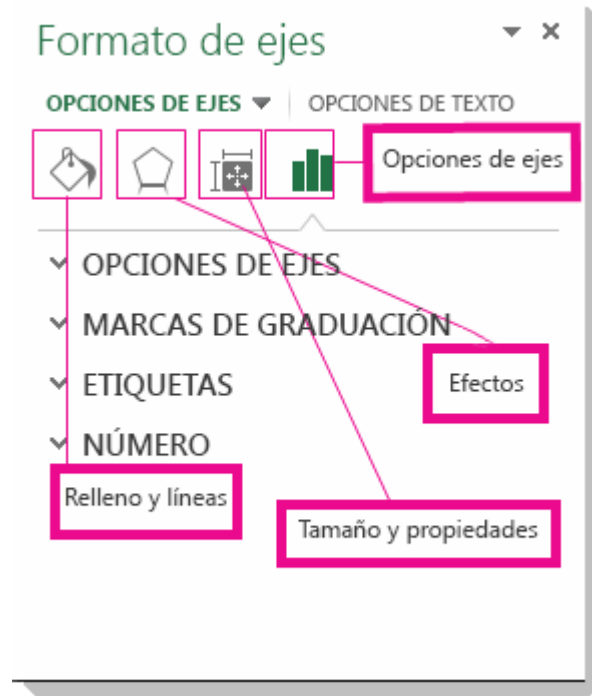 Formato de ejes
OPCIONES DE EJES OPCIONES DE TEXTO
Opciones de ejes
OPCIONES DE EJES
MARCAS DE GRADUACIÓN
ETIQUETAS
Efectos
NÚMERO
Relleno y líneas
Tamaño y propiedades